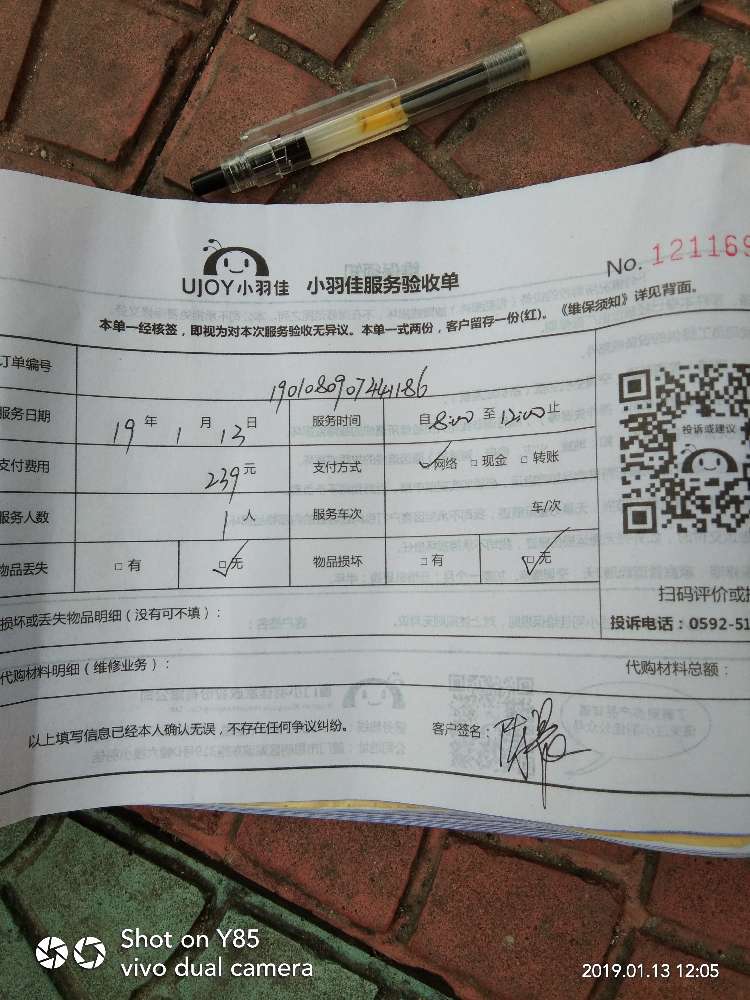 UJOY小羽佳 小羽佳服务验收单 No. 121169
本单一经核签，即视为对本次服务验收无异议。本单一式两份，客户留存一份(红)。《维保须知》详见背面。
订单编号 190108090744186
服务日期 19 年 1 月 13 日 服务时间 自 8:00 至 12:00 止
投诉或建议
支付费用 239 元 支付方式 网络 现金 转账
服务人数 1 人 服务车次 车/次
物品丢失 有 无 物品损坏 有 无
扫码评价或
损坏或丢失物品明细（没有可不填）：
投诉电话：0592-51
代购材料明细（维修业务）： 代购材料总额：
以上填写信息已经本人确认无误，不存在任何争议纠纷。 客户签名：
Shot on Y85
vivo dual camera
2019.01.13 12:05